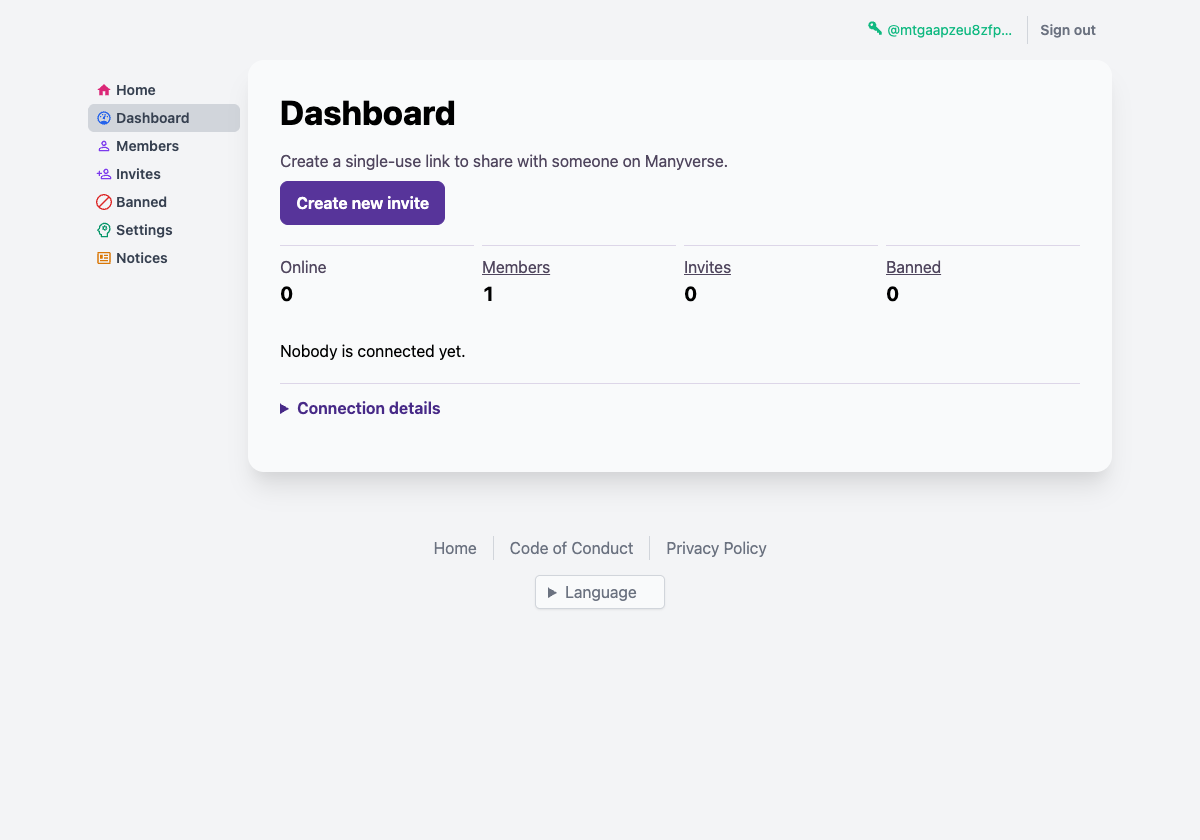 @mtgaapzeu8zfp…
Sign out
Home
Dashboard
Members
Invites
Banned
Settings
Notices
Dashboard
Create a single-use link to share with someone on Manyverse.
Create new invite
Online
0
Members
1
Invites
0
Banned
0
Nobody is connected yet.
Connection details
Home
Code of Conduct
Privacy Policy
Language